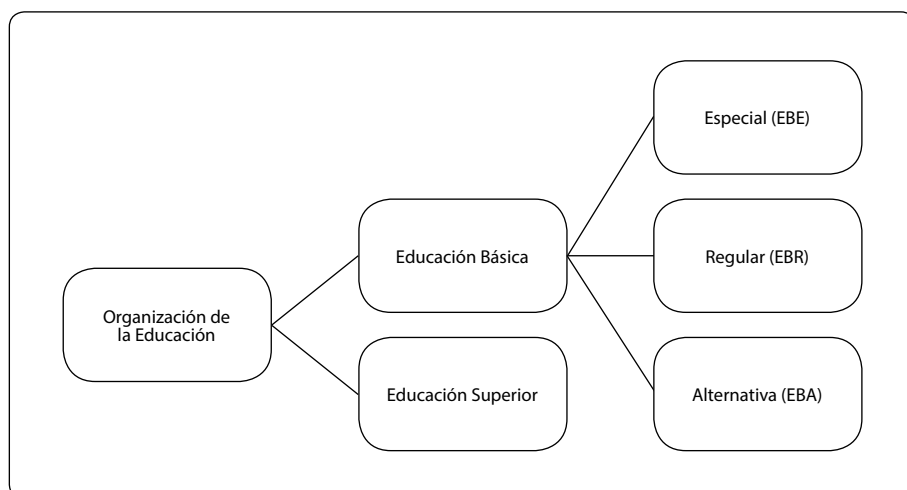 Organización de
la Educación
Educación Básica
Educación Superior
Especial (EBE)
Regular (EBR)
Alternativa (EBA)